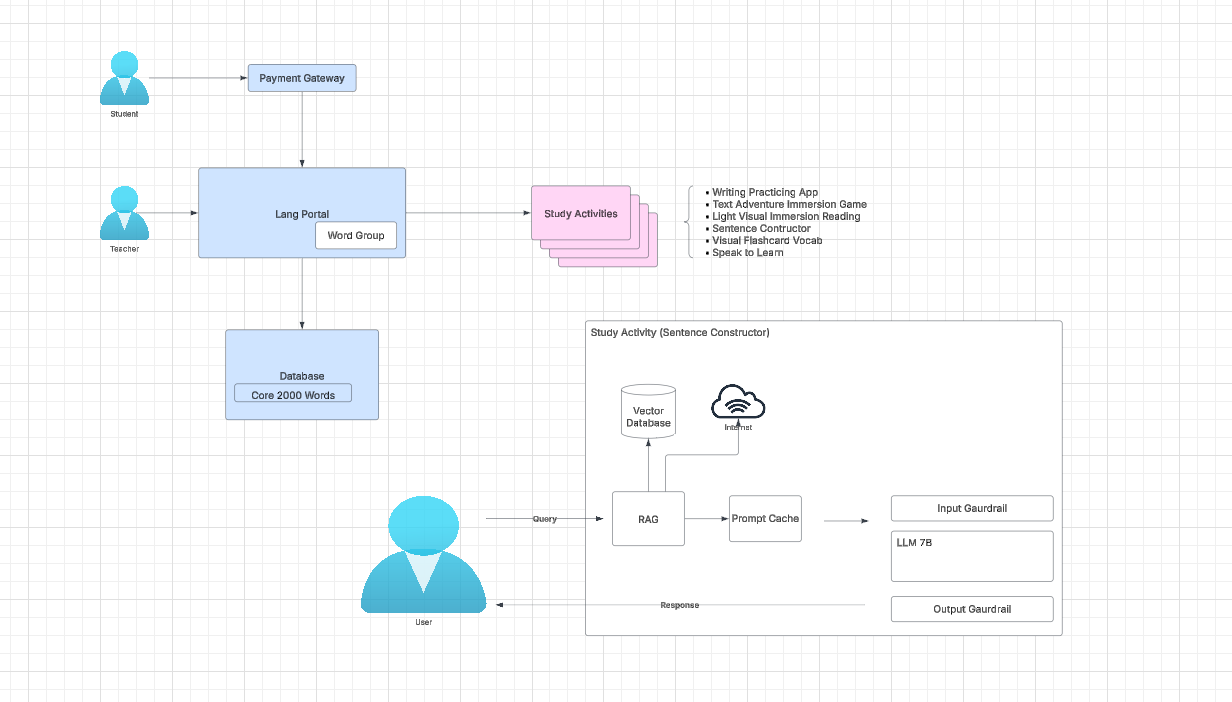 Payment Gateway
Student
Lang Portal
Word Group
Teacher
Study Activities
• Writing Practicing App
• Text Adventure Immersion Game
• Light Visual Immersion Reading
• Sentence Contructor
• Visual Flashcard Vocab
• Speak to Learn
Database
Core 2000 Words
Study Activity (Sentence Constructor)
Vector
Database
Internet
Query
RAG
Prompt Cache
Input Gaurdrail
LLM 7B
Response
Output Gaurdrail
User